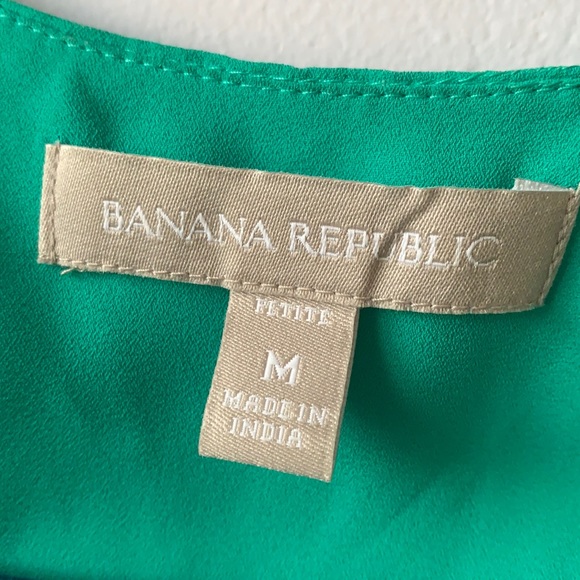 BANANA REPUBLIC
PETITE
M
MADE IN
INDIA